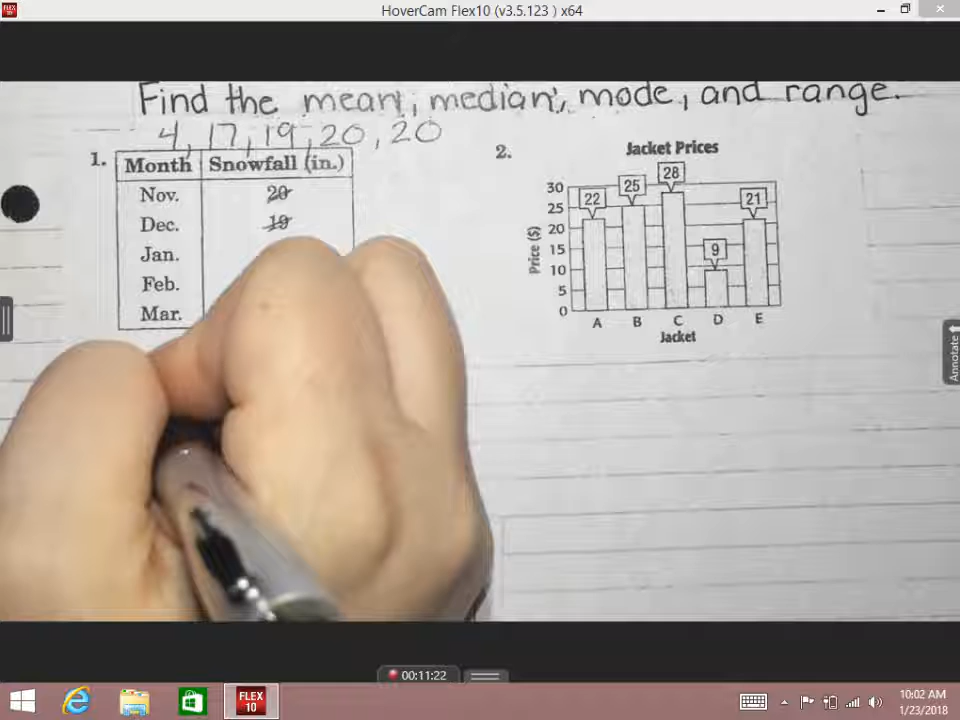 HoverCam Flex10 (v3.5.123 ) x64
Find the mean, median, mode, and range.
4, 17, 19, 20, 20
1.
Month Snowfall (in.)
Nov. 20
Dec. 19
Jan.
Feb.
Mar.
2.
Jacket Prices
Price ($)
30
25
20
15
10
5
0
22 25 28 9 21
A B C D E
Jacket
Annotate
00:11:22
FLEX
10
10:02 AM
1/23/2018